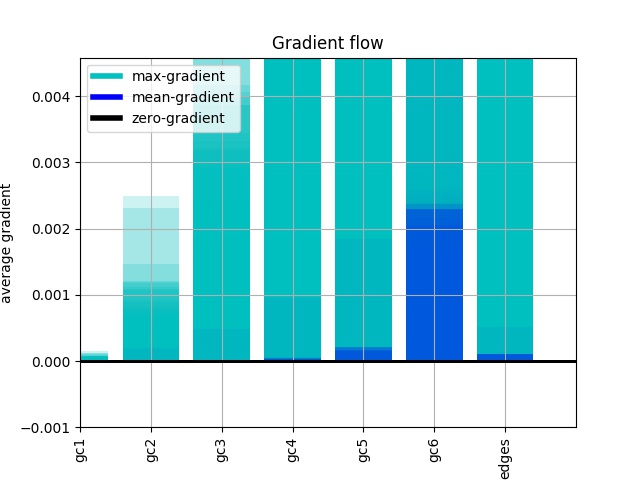 Gradient flow
max-gradient
mean-gradient
zero-gradient
average gradient
0.004
0.003
0.002
0.001
0.000
−0.001
gc1
gc2
gc3
gc4
gc5
gc6
edges